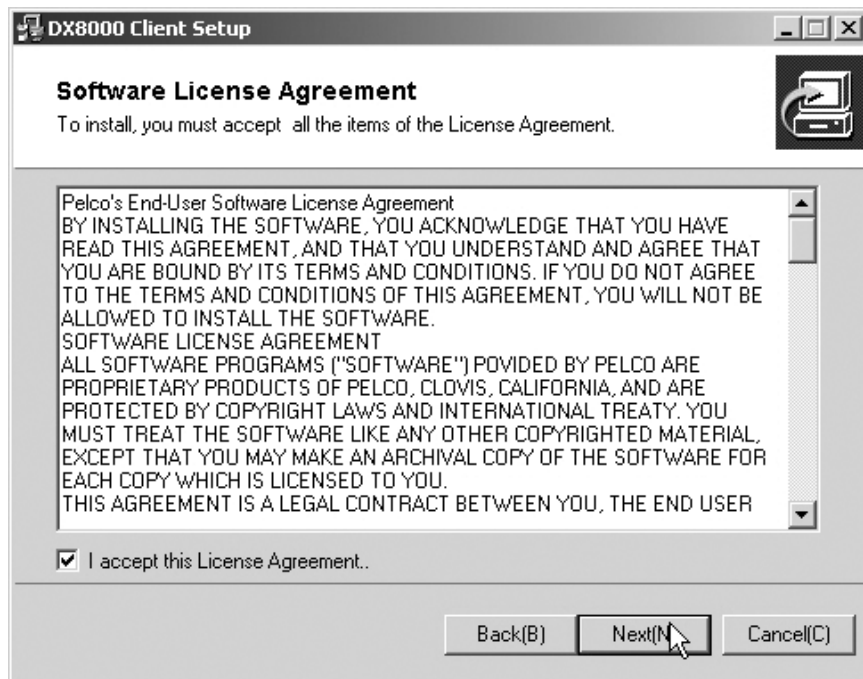 DX8000 Client Setup
Software License Agreement
To install, you must accept all the items of the License Agreement.
Pelco's End-User Software License Agreement
BY INSTALLING THE SOFTWARE, YOU ACKNOWLEDGE THAT YOU HAVE
READ THIS AGREEMENT, AND THAT YOU UNDERSTAND AND AGREE THAT
YOU ARE BOUND BY ITS TERMS AND CONDITIONS. IF YOU DO NOT AGREE
TO THE TERMS AND CONDITIONS OF THIS AGREEMENT, YOU WILL NOT BE
ALLOWED TO INSTALL THE SOFTWARE.
SOFTWARE LICENSE AGREEMENT
ALL SOFTWARE PROGRAMS ("SOFTWARE") POVIDED BY PELCO ARE
PROPRIETARY PRODUCTS OF PELCO, CLOVIS, CALIFORNIA, AND ARE
PROTECTED BY COPYRIGHT LAWS AND INTERNATIONAL TREATY. YOU
MUST TREAT THE SOFTWARE LIKE ANY OTHER COPYRIGHTED MATERIAL,
EXCEPT THAT YOU MAY MAKE AN ARCHIVAL COPY OF THE SOFTWARE FOR
EACH COPY WHICH IS LICENSED TO YOU.
THIS AGREEMENT IS A LEGAL CONTRACT BETWEEN YOU, THE END USER
I accept this License Agreement..
Back(B) Next(N Cancel(C)